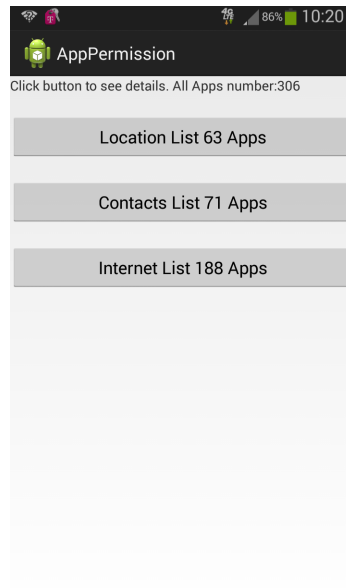 4G 86% 10:20
AppPermission
Click button to see details. All Apps number:306
Location List 63 Apps
Contacts List 71 Apps
Internet List 188 Apps